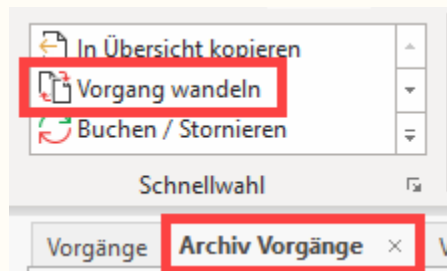 In Übersicht kopieren
Vorgang wandeln
Buchen / Stornieren
Schnellwahl
Vorgänge Archiv Vorgänge ×